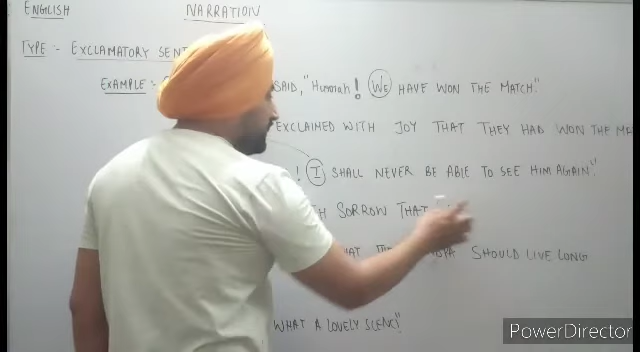 ENGLISH NARRATION
TYPE :- EXCLAMATORY SENT
EXAMPLE :- SAID, "Hurrah! WE HAVE WON THE MATCH."
EXCLAIMED WITH JOY THAT THEY HAD WON THE MA
! I SHALL NEVER BE ABLE TO SEE HIM AGAIN."
TH SORROW THAT
SHOULD LIVE LONG
WHAT A LOVELY SCENE!"
PowerDirector